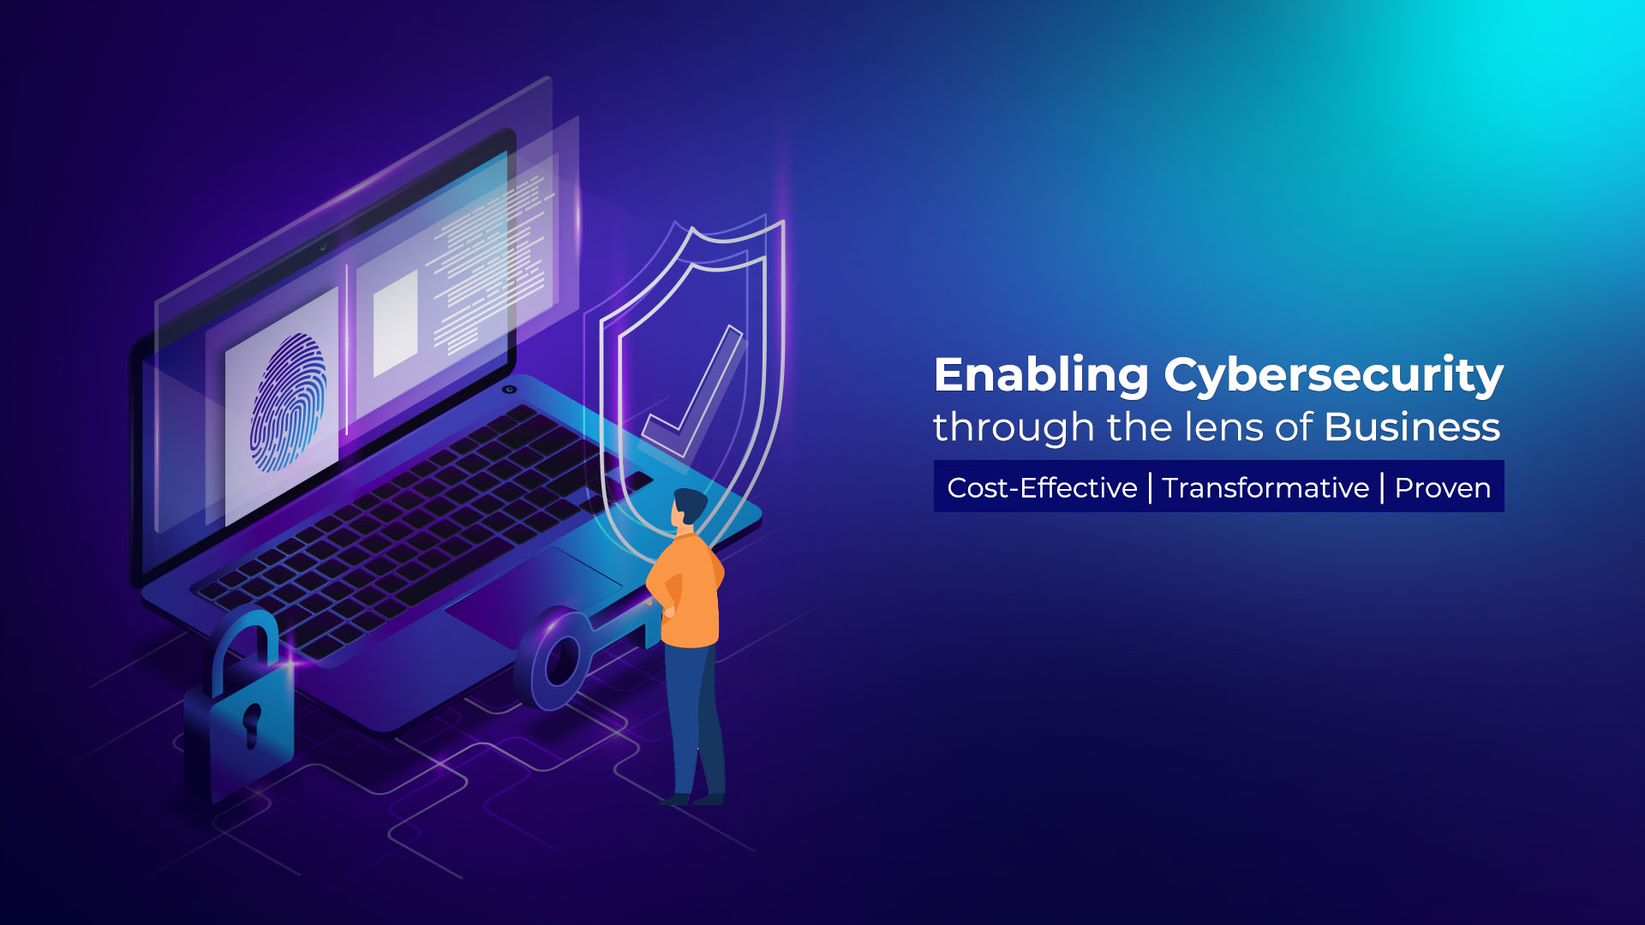 Enabling Cybersecurity
through the lens of Business
Cost-Effective | Transformative | Proven